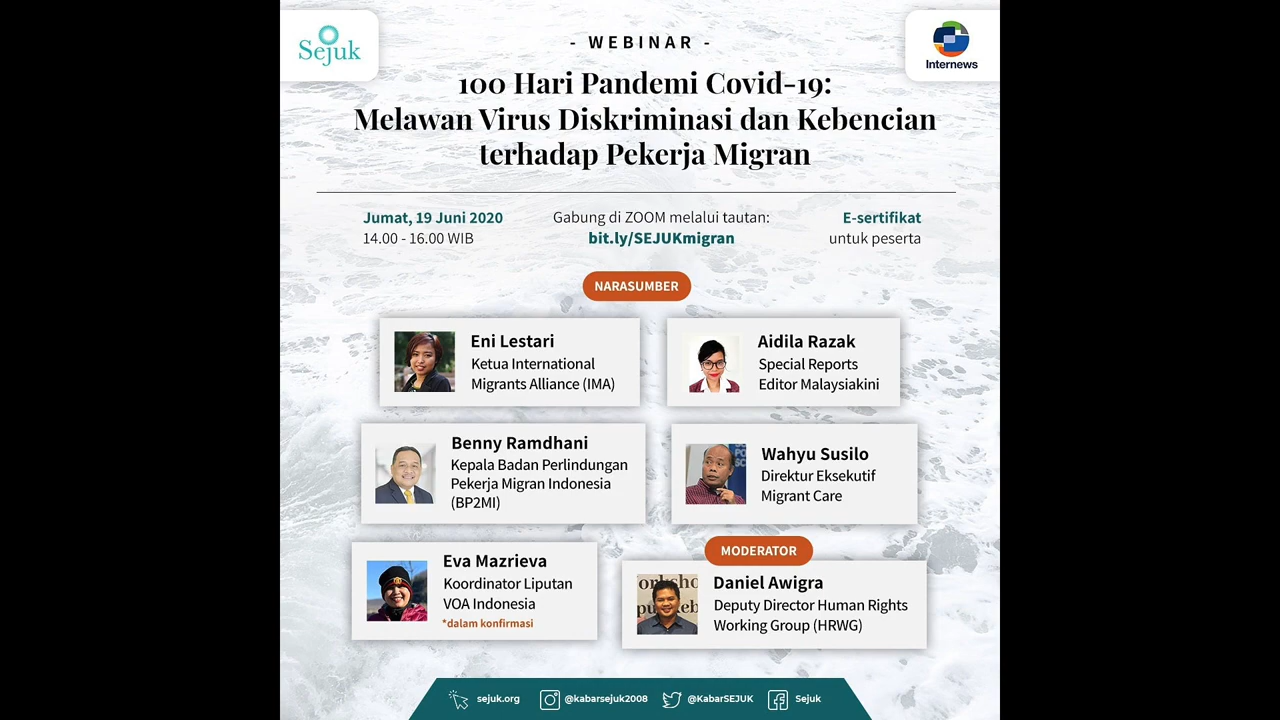 Sejuk
Internews
- WEBINAR -
100 Hari Pandemi Covid-19:
Melawan Virus Diskriminasi dan Kebencian
terhadap Pekerja Migran
Jumat, 19 Juni 2020
14.00 - 16.00 WIB
Gabung di ZOOM melalui tautan:
bit.ly/SEJUKmigran
E-sertifikat
untuk peserta
NARASUMBER
Eni Lestari
Ketua International
Migrants Alliance (IMA)
Aidila Razak
Special Reports
Editor Malaysiakini
Benny Ramdhani
Kepala Badan Perlindungan
Pekerja Migran Indonesia
(BP2MI)
Wahyu Susilo
Direktur Eksekutif
Migrant Care
Eva Mazrieva
Koordinator Liputan
VOA Indonesia
*dalam konfirmasi
MODERATOR
Daniel Awigra
Deputy Director Human Rights
Working Group (HRWG)
sejuk.org
@kabarsejuk2008
@KabarSEJUK
Sejuk